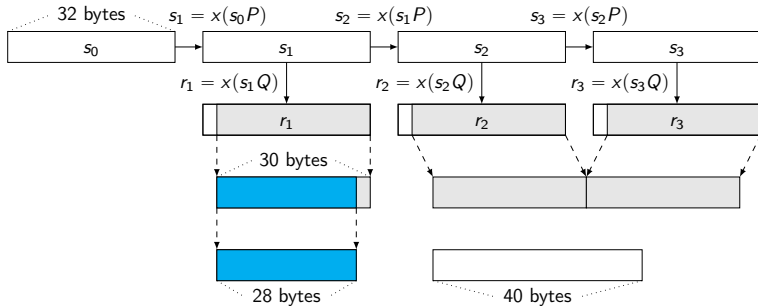 32 bytes s₁ = x(s₀P) s₂ = x(s₁P) s₃ = x(s₂P)
s₀ s₁ s₂ s₃
r₁ = x(s₁Q) r₂ = x(s₂Q) r₃ = x(s₃Q)
r₁ r₂ r₃
30 bytes
28 bytes 40 bytes